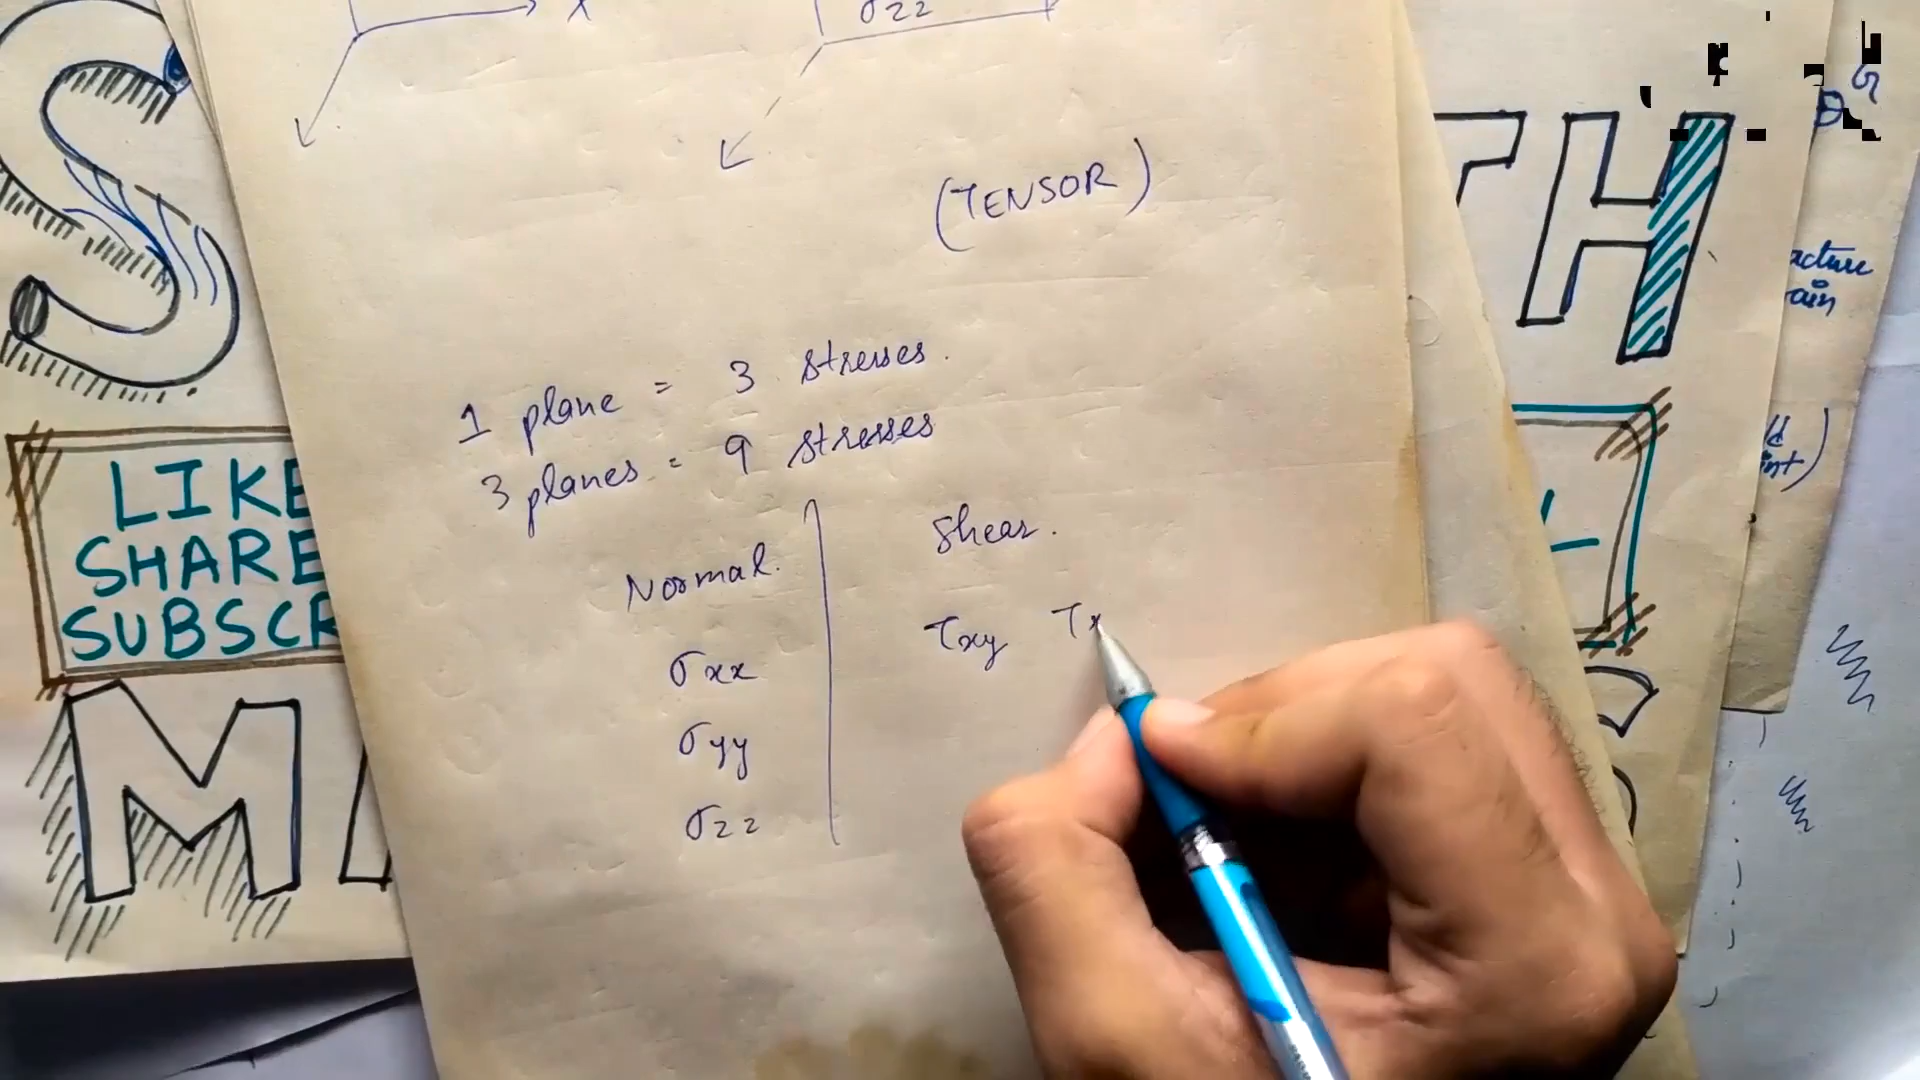 X
σzz
(TENSOR)
1 plane = 3 stresses.
3 planes = 9 stresses
Normal.
Shear.
σxx
τxy τx
σyy
σzz
S
TH
LIKE
SHARE
SUBSCR
M